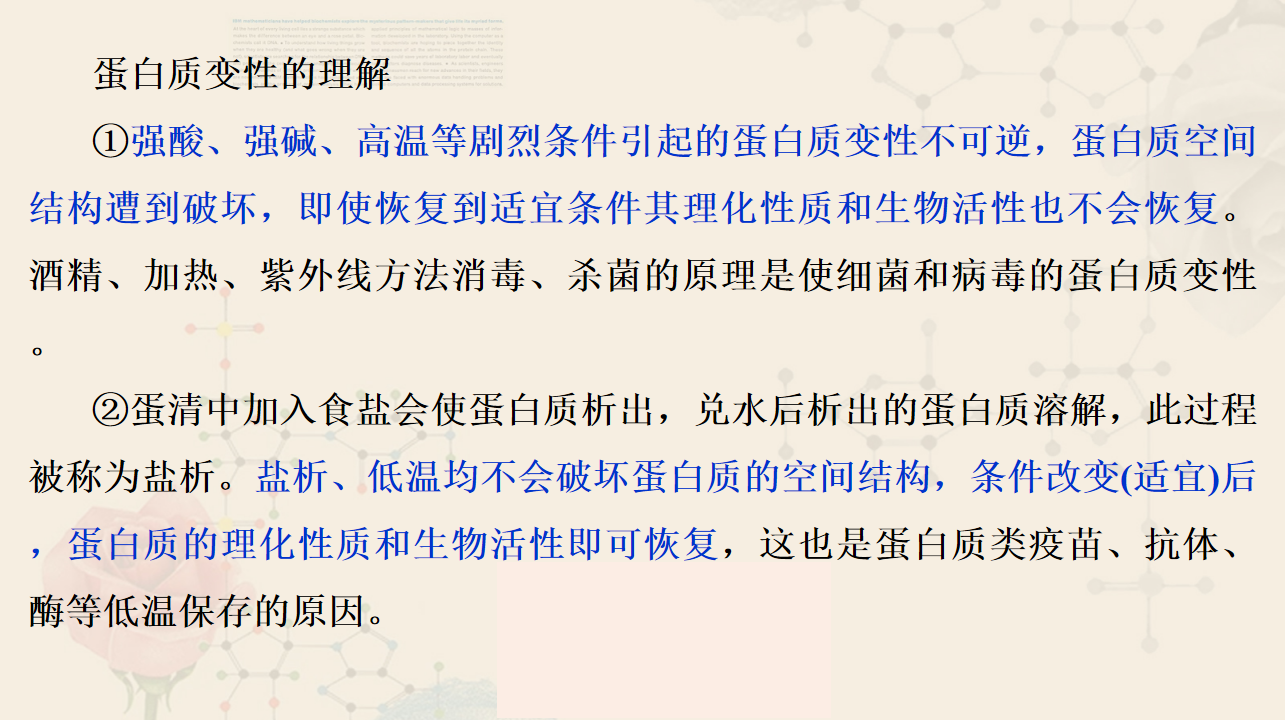 蛋白质变性的理解
①强酸、强碱、高温等剧烈条件引起的蛋白质变性不可逆，蛋白质空间
结构遭到破坏，即使恢复到适宜条件其理化性质和生物活性也不会恢复。
酒精、加热、紫外线方法消毒、杀菌的原理是使细菌和病毒的蛋白质变性
。
②蛋清中加入食盐会使蛋白质析出，兑水后析出的蛋白质溶解，此过程
被称为盐析。盐析、低温均不会破坏蛋白质的空间结构，条件改变(适宜)后
，蛋白质的理化性质和生物活性即可恢复，这也是蛋白质类疫苗、抗体、
酶等低温保存的原因。